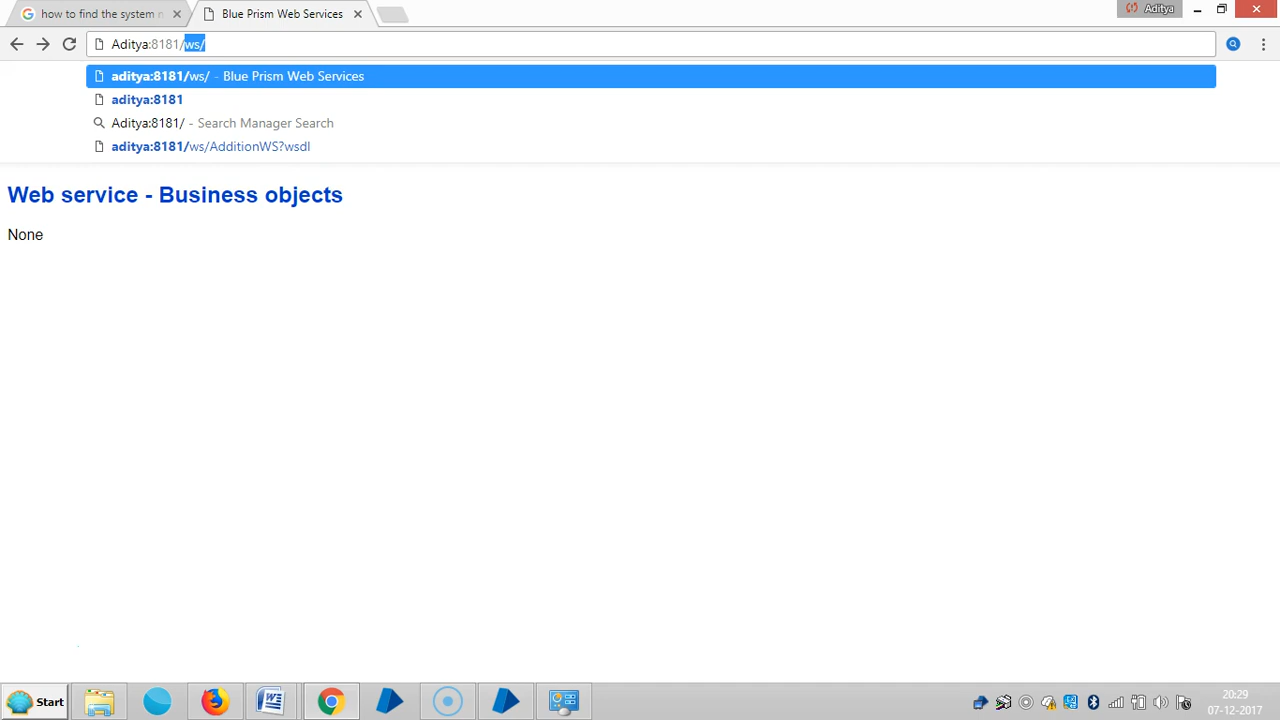 how to find the system n
Blue Prism Web Services
Aditya
Aditya:8181/ws/
aditya:8181/ws/ - Blue Prism Web Services
aditya:8181
Aditya:8181/ - Search Manager Search
aditya:8181/ws/AdditionWS?wsdl
Web service - Business objects
None
Start
20:29
07-12-2017